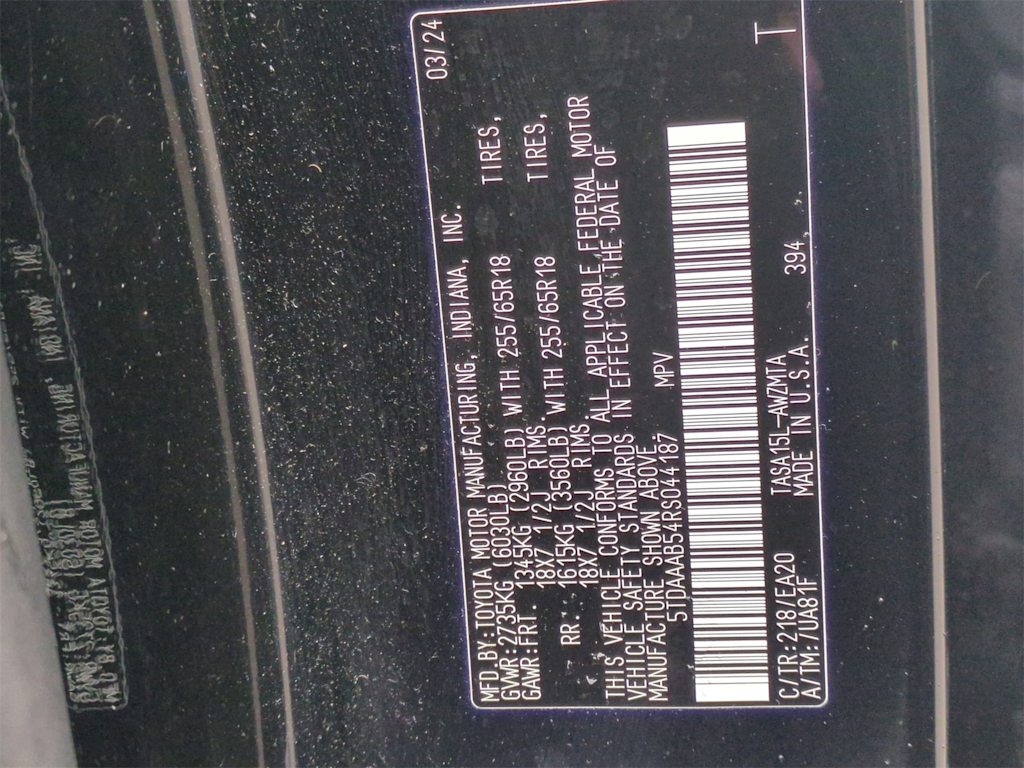 MFD BY:TOYOTA MOTOR MANUFACTURING, INDIANA, INC. 03/24
GVWR:2735KG (6030LB)
GAWR:FRT. 1345KG (2960LB) WITH 255/65R18 TIRES,
18X7 1/2J RIMS.
RR. 1615KG (3560LB) WITH 255/65R18 TIRES,
18X7 1/2J RIMS.
THIS VEHICLE CONFORMS TO ALL APPLICABLE FEDERAL MOTOR
VEHICLE SAFETY STANDARDS IN EFFECT ON THE DATE OF
MANUFACTURE SHOWN ABOVE.
5TDAAAB54RS044187 MPV
C/TR:218/EA20 TASA15L-AWZMTA 394 T
A/TM:7/UA81F MADE IN U.S.A.